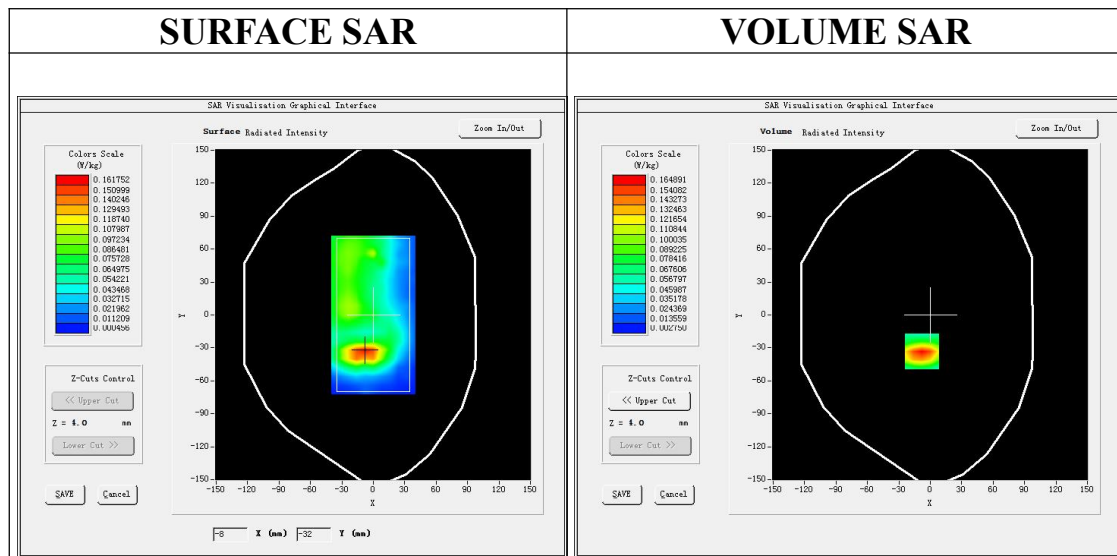 SURFACE SAR
SAR Visualisation Graphical Interface
Surface Radiated Intensity
Zoom In/Out
Colors Scale
(W/kg)
0.161752
0.150999
0.140246
0.129493
0.118740
0.107987
0.097234
0.086481
0.075728
0.064975
0.054221
0.043468
0.032715
0.021962
0.011209
0.000456
Z-Cuts Control
<< Upper Cut
Z = 4.0 mm
Lower Cut >>
SAVE Cancel
150
120
90
60
30
0
-30
-60
-90
-120
-150
Y
-150 -120 -90 -60 -30 0 30 60 90 120 150
X
-8 X (mm) -32 Y (mm)
VOLUME SAR
SAR Visualisation Graphical Interface
Volume Radiated Intensity
Zoom In/Out
Colors Scale
(W/kg)
0.164891
0.154082
0.143273
0.132463
0.121654
0.110844
0.100035
0.089225
0.078416
0.067606
0.056797
0.045987
0.035178
0.024369
0.013559
0.002750
Z-Cuts Control
<< Upper Cut
Z = 4.0 mm
Lower Cut >>
SAVE Cancel
150
120
90
60
30
0
-30
-60
-90
-120
-150
Y
-150 -120 -90 -60 -30 0 30 60 90 120 150
X